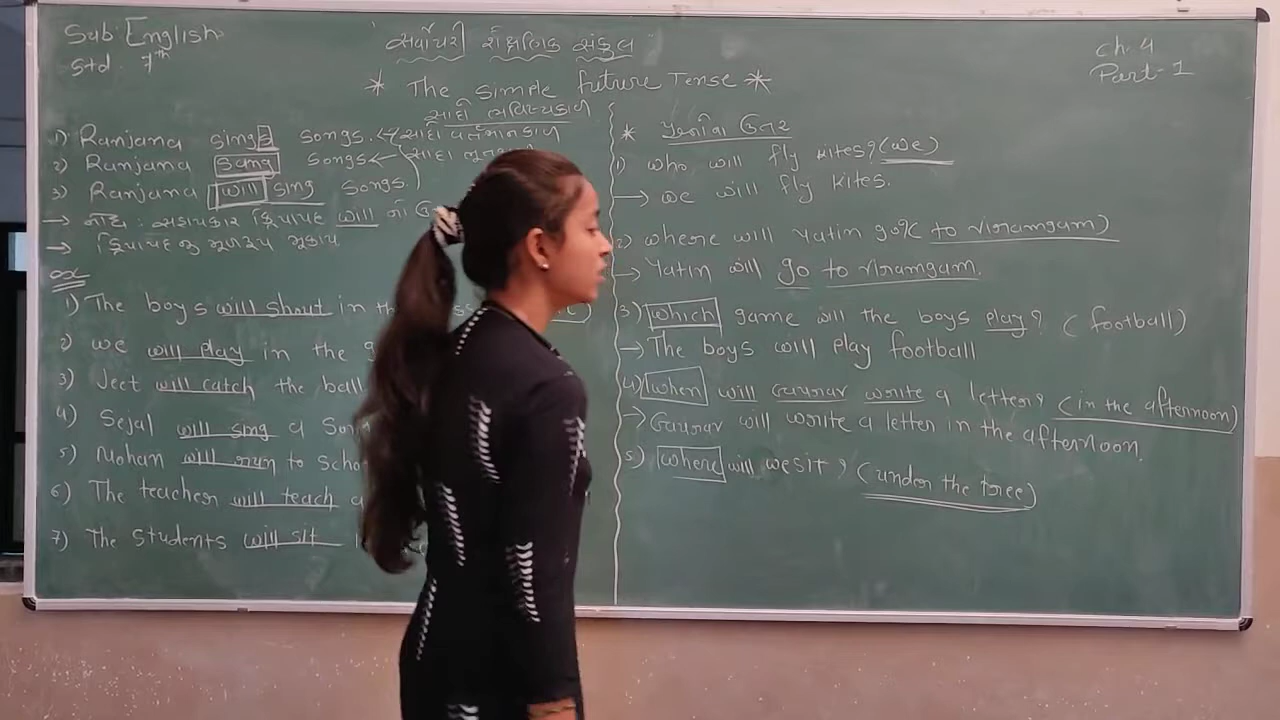 Sub: English
Std. 7th
સર્વોપરી શૈક્ષણિક સંકુલ
Ch. 4
Part-1
* The simple future Tense *
સાદો ભવિષ્યકાળ
1) Ranjana sings songs. ← સાદો વર્તમાનકાળ
2) Ranjana sang songs ← સાદો
3) Ranjana will sing songs.
→ નોંધ : સહાયકારક ક્રિયાપદ will નો
→ ક્રિયાપદ નું મૂળરૂપ મૂકાય
1) The boys will shout in
2) we will play in the
3) Jeet will catch the ball
4) Sejal will sing a
5) Mohan will run to
6) The teacher will teach
7) The students will sit
* પ્રશ્નોના ઉત્તર
1) who will fly kites? (we)
→ we will fly kites.
2) where will Yatin go? (to viramgam)
→ Yatin will go to viramgam.
3) which game will the boys play? (football)
→ The boys will play football
4) when will Gaurav write a letter? (in the afternoon)
→ Gaurav will write a letter in the afternoon.
5) where will we sit? (under the tree)